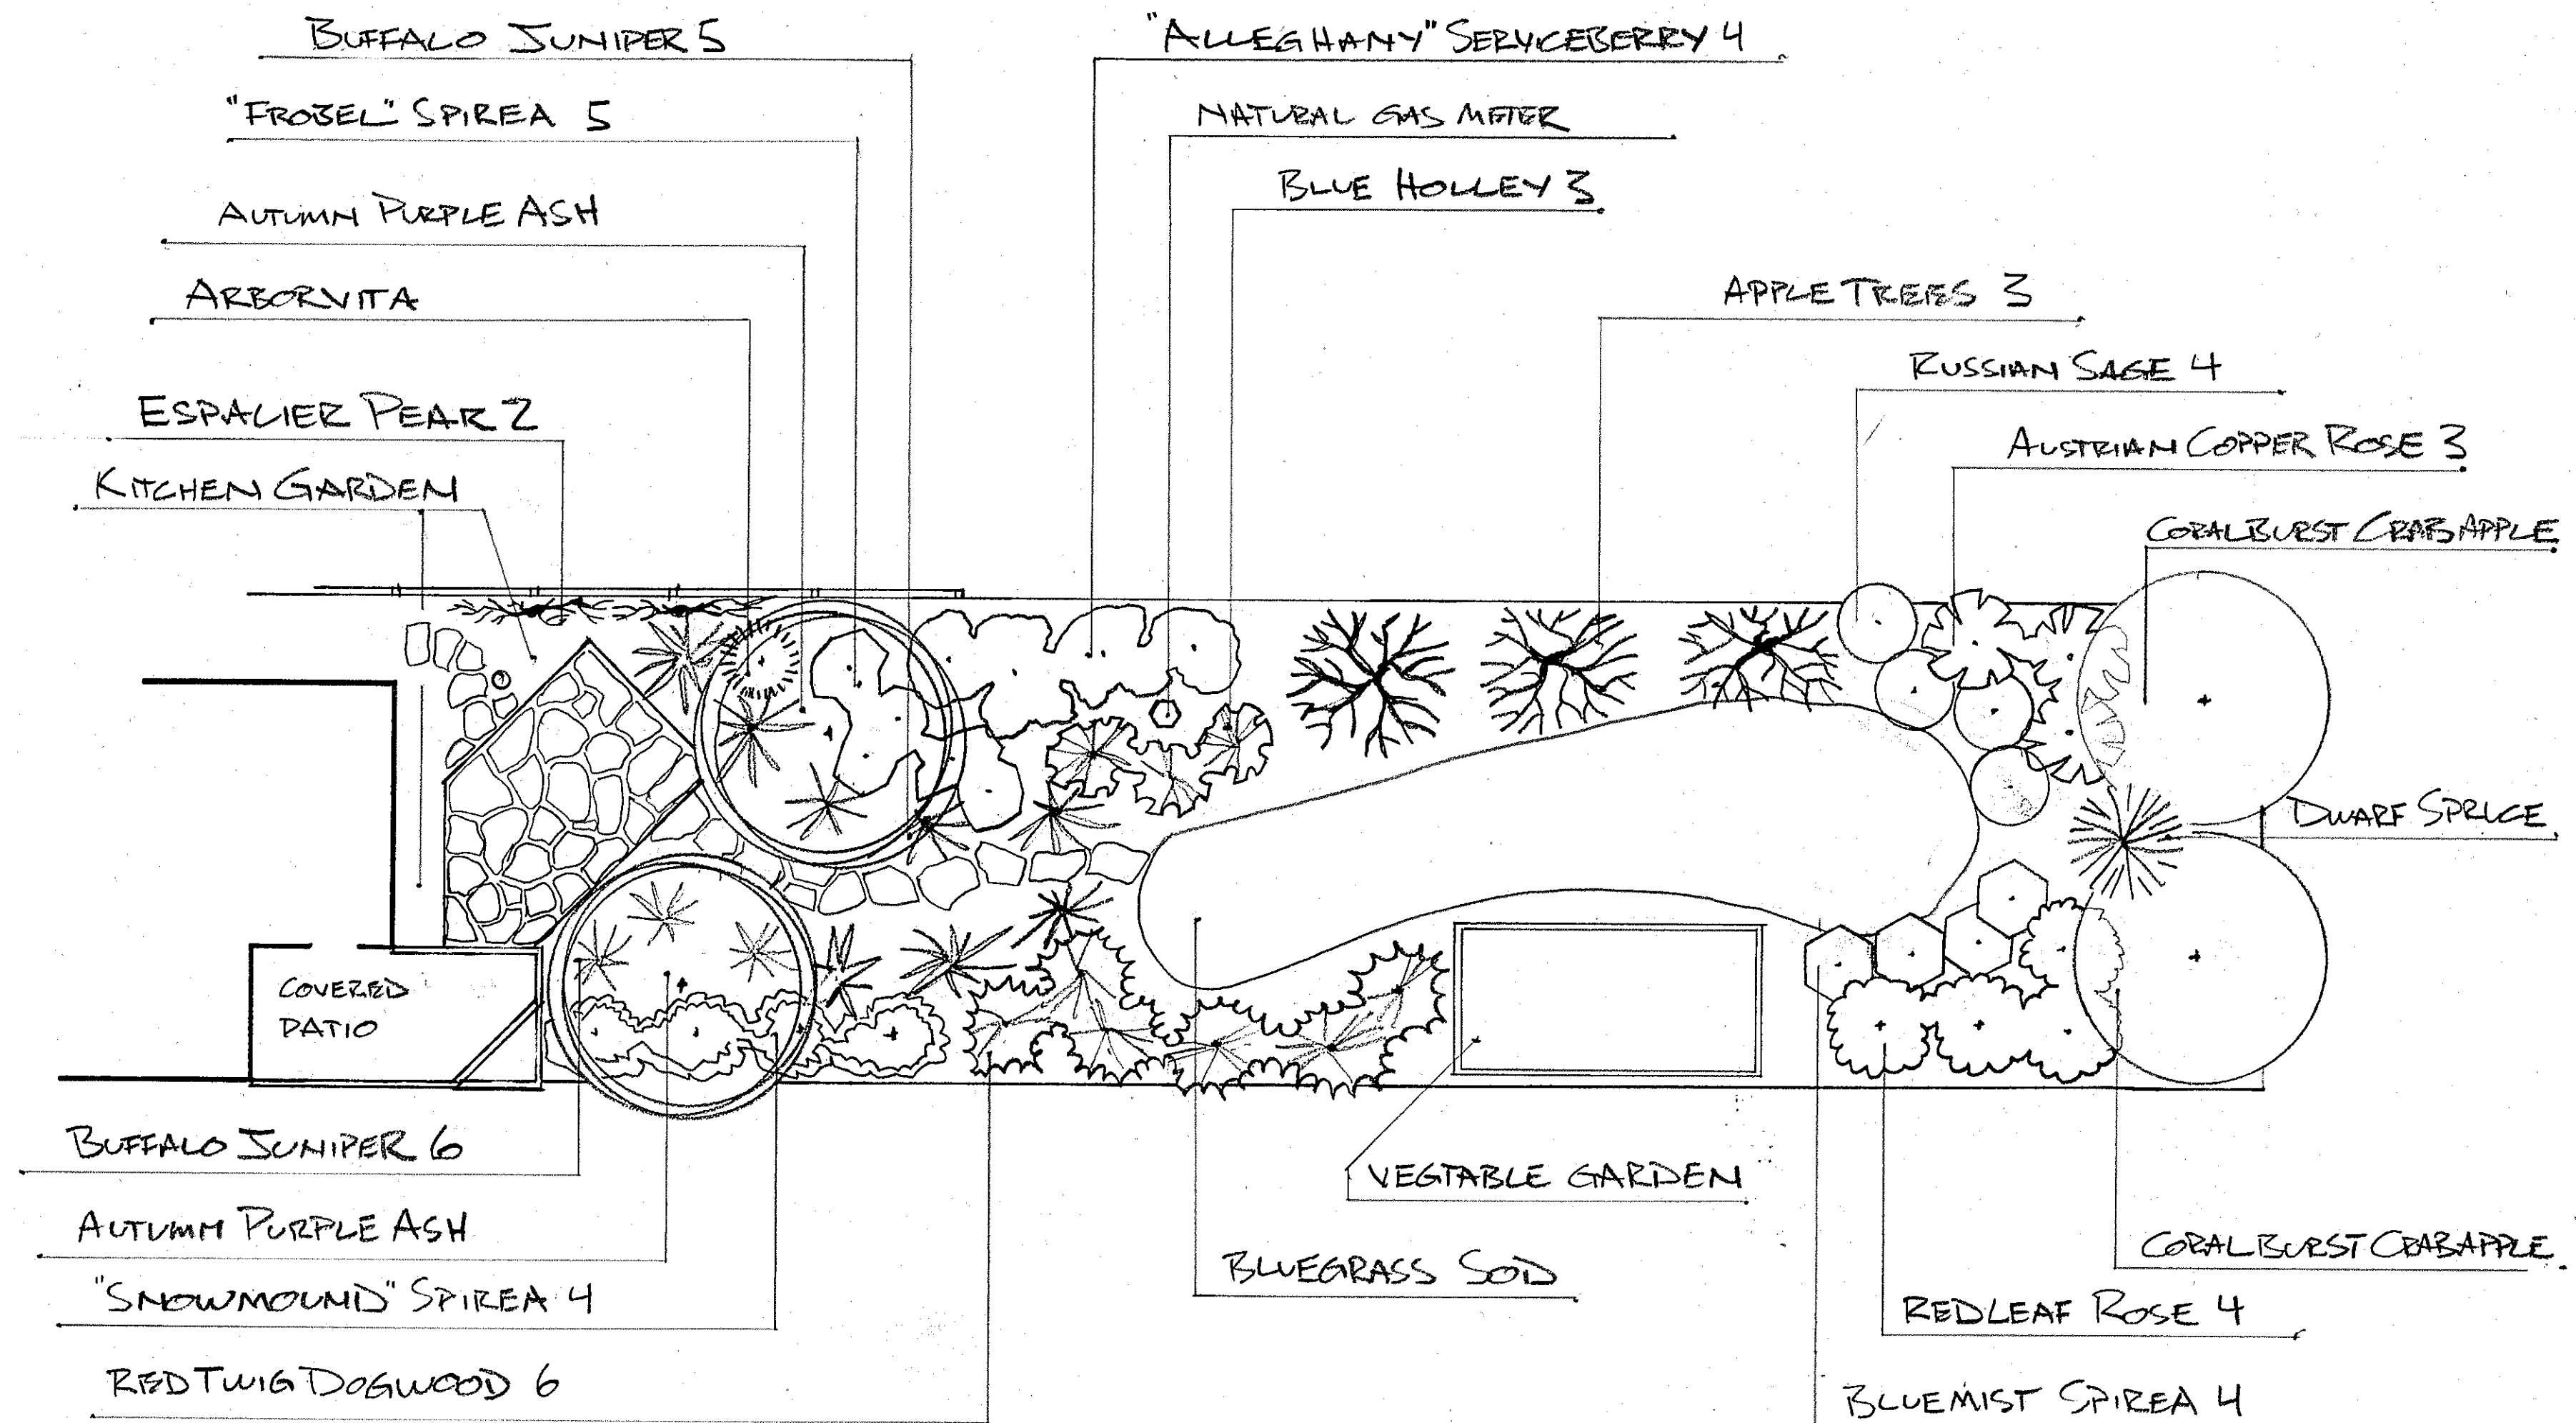 BUFFALO JUNIPER 5
"ALLEGHANY" SERVICEBERRY 4
"FROBEL" SPIREA 5
NATURAL GAS METER
BLUE HOLLEY 3
AUTUMN PURPLE ASH
ARBORVITA
APPLE TREES 3
RUSSIAN SAGE 4
ESPALIER PEAR 2
AUSTRIAN COPPER ROSE 3
KITCHEN GARDEN
CORALBURST CRABAPPLE
DWARF SPRUCE
COVERED
PATIO
BUFFALO JUNIPER 6
VEGTABLE GARDEN
AUTUMN PURPLE ASH
CORALBURST CRABAPPLE
BLUEGRASS SOD
"SNOWMOUND" SPIREA 4
REDLEAF ROSE 4
RED TWIG DOGWOOD 6
BLUEMIST SPIREA 4